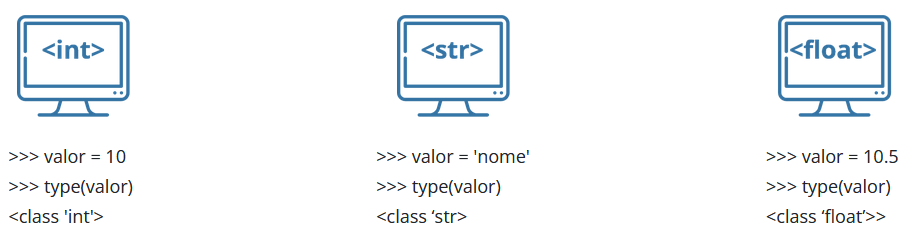 <int>
>>> valor = 10
>>> type(valor)
<class 'int'>
<str>
>>> valor = 'nome'
>>> type(valor)
<class ‘str>
<float>
>>> valor = 10.5
>>> type(valor)
<class ‘float’>>